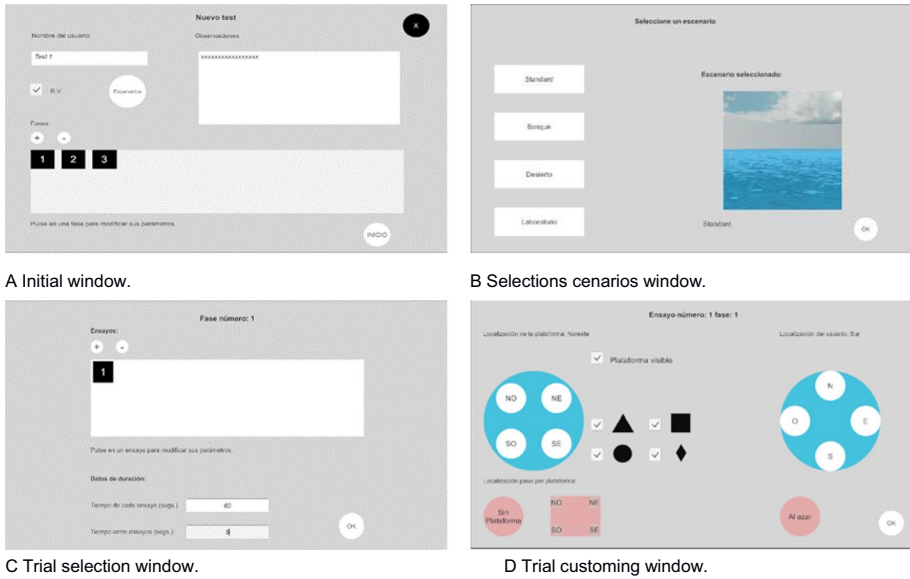 Nuevo test
X
Nombre del usuario:
Observaciones
Test 1
xxxxxxxxxxxxxxxxx
R.V
Escenarios
Fases:
+ -
1 2 3
Pulse en una fase para modificar sus parámetros.
INICIO
A Initial window.
Seleccione un escenario
Standard
Escenario seleccionado:
Bosque
Desierto
Laboratorio
Standard
OK
B Selections cenarios window.
Fase número: 1
Ensayos:
+ -
1
Pulse en un ensayo para modificar sus parámetros.
Datos de duración:
Tiempo de cada ensayo (segs.) 60
Tiempo entre ensayos (segs.) 5
OK
C Trial selection window.
Ensayo número: 1 fase: 1
Localización de la plataforma: Noreste
Localización del usuario: Sur
Plataforma visible
NO NE
SO SE
N
O E
S
Localización pase por plataforma:
Sin
Plataforma
NO NE
SO SE
Al azar
OK
D Trial customing window.